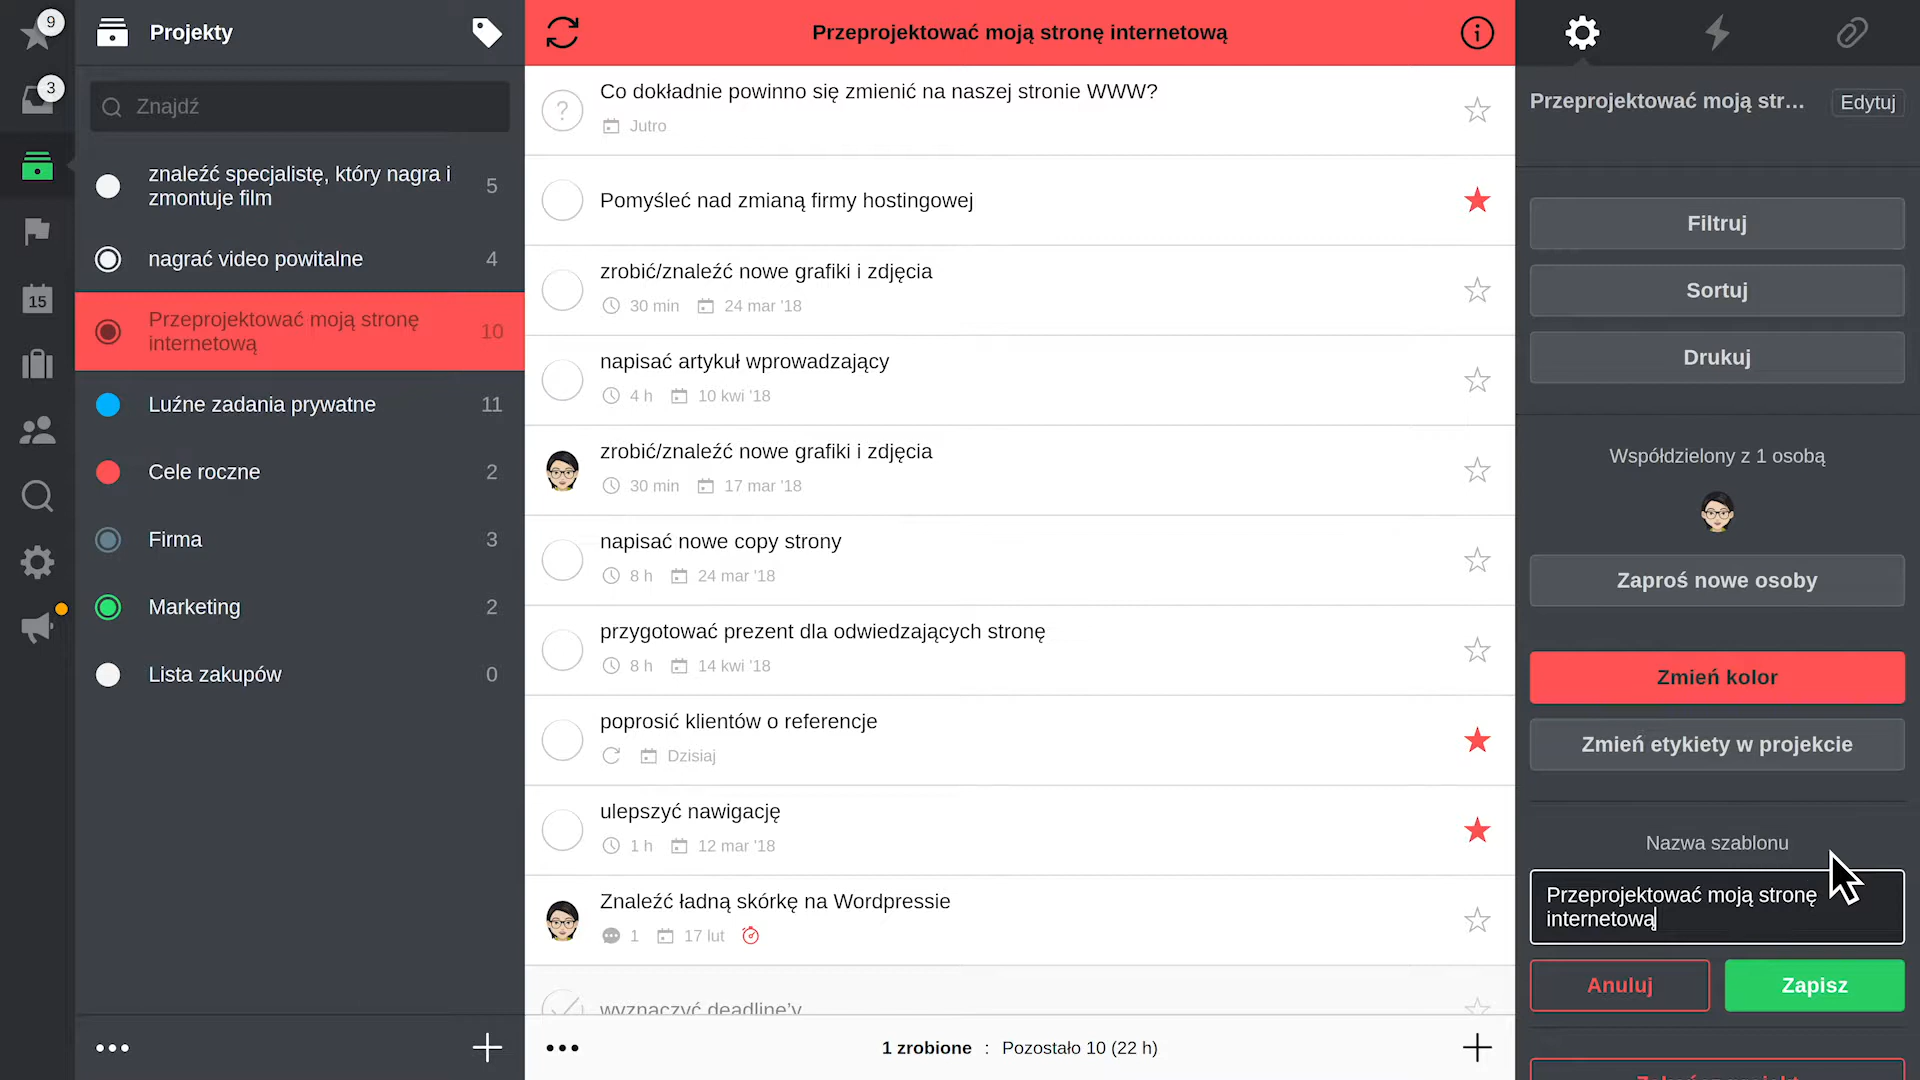 9
3
15
Projekty
Znajdź
znaleźć specjalistę, który nagra i
zmontuje film
5
nagrać video powitalne
4
Przeprojektować moją stronę
internetową
10
Luźne zadania prywatne
11
Cele roczne
2
Firma
3
Marketing
2
Lista zakupów
0
Przeprojektować moją stronę internetową
Co dokładnie powinno się zmienić na naszej stronie WWW?
?
Jutro
Pomyśleć nad zmianą firmy hostingowej
zrobić/znaleźć nowe grafiki i zdjęcia
30 min 24 mar '18
napisać artykuł wprowadzający
4 h 10 kwi '18
zrobić/znaleźć nowe grafiki i zdjęcia
30 min 17 mar '18
napisać nowe copy strony
8 h 24 mar '18
przygotować prezent dla odwiedzających stronę
8 h 14 kwi '18
poprosić klientów o referencje
Dzisiaj
ulepszyć nawigację
1 h 12 mar '18
Znaleźć ładną skórkę na Wordpressie
1 17 lut
wyznaczyć deadline'y
1 zrobione : Pozostało 10 (22 h)
Przeprojektować moją str...
Edytuj
Filtruj
Sortuj
Drukuj
Współdzielony z 1 osobą
Zaproś nowe osoby
Zmień kolor
Zmień etykiety w projekcie
Nazwa szablonu
Przeprojektować moją stronę
internetową
Anuluj
Zapisz